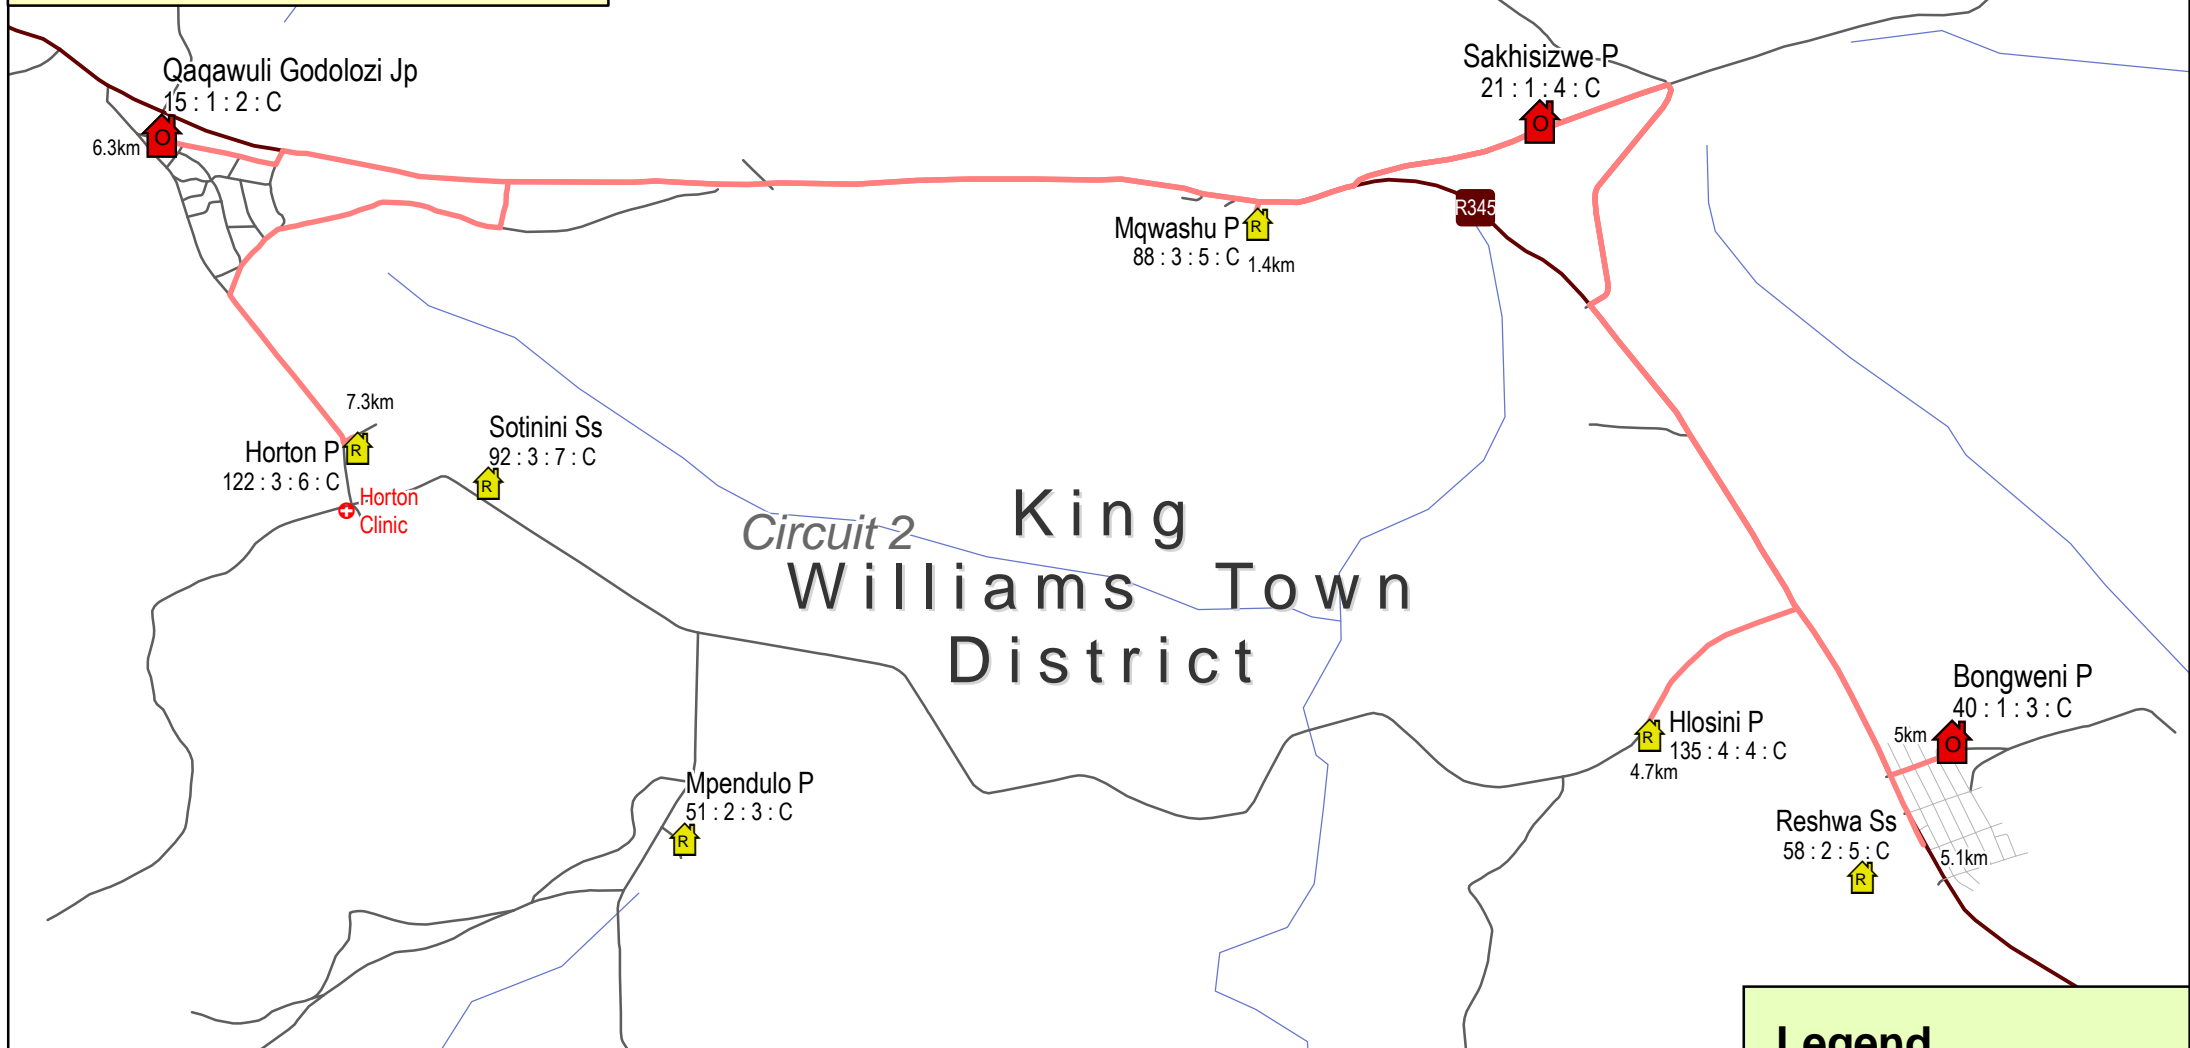 Qaqawuli Godolozi Jp
15 : 1 : 2 : C
O
6.3km
Sakhisizwe P
21 : 1 : 4 : C
O
R345
Mqwashu P
R
88 : 3 : 5 : C
1.4km
7.3km
Horton P
R
122 : 3 : 6 : C
Horton
Clinic
Sotinini Ss
92 : 3 : 7 : C
R
Circuit 2
King
Williams Town
District
Mpendulo P
51 : 2 : 3 : C
R
Hlosini P
R
135 : 4 : 4 : C
4.7km
Bongweni P
40 : 1 : 3 : C
5km
O
Reshwa Ss
58 : 2 : 5 : C
R
5.1km
Legend